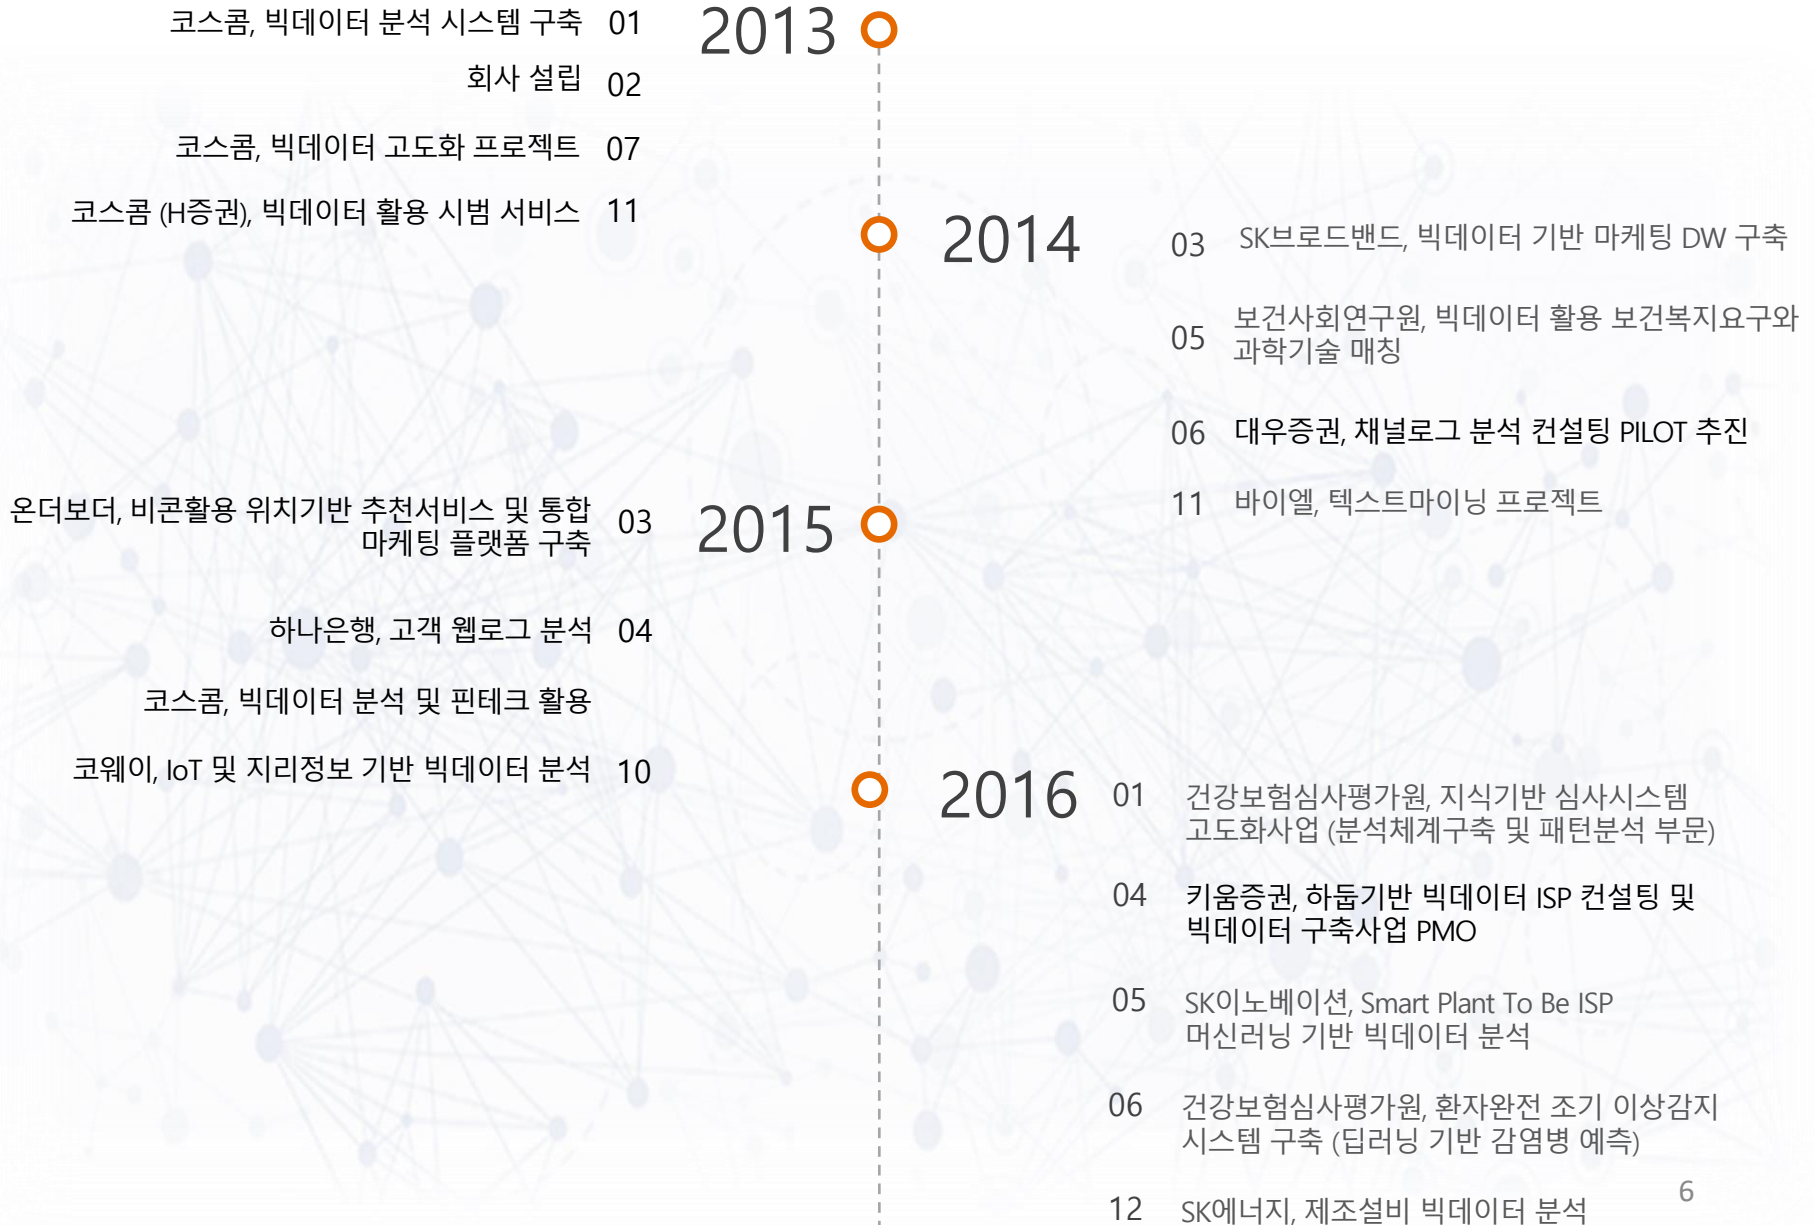 2013
코스콤, 빅데이터 분석 시스템 구축 01
회사 설립 02
코스콤, 빅데이터 고도화 프로젝트 07
코스콤 (H증권), 빅데이터 활용 시범 서비스 11
2014
03 SK브로드밴드, 빅데이터 기반 마케팅 DW 구축
05 보건사회연구원, 빅데이터 활용 보건복지요구와
과학기술 매칭
06 대우증권, 채널로그 분석 컨설팅 PILOT 추진
11 바이엘, 텍스트마이닝 프로젝트
2015
온더보더, 비콘활용 위치기반 추천서비스 및 통합 03
마케팅 플랫폼 구축
하나은행, 고객 웹로그 분석 04
코스콤, 빅데이터 분석 및 핀테크 활용
코웨이, IoT 및 지리정보 기반 빅데이터 분석 10
2016
01 건강보험심사평가원, 지식기반 심사시스템
고도화사업 (분석체계구축 및 패턴분석 부문)
04 키움증권, 하둡기반 빅데이터 ISP 컨설팅 및
빅데이터 구축사업 PMO
05 SK이노베이션, Smart Plant To Be ISP
머신러닝 기반 빅데이터 분석
06 건강보험심사평가원, 환자완전 조기 이상감지
시스템 구축 (딥러닝 기반 감염병 예측)
12 SK에너지, 제조설비 빅데이터 분석
6